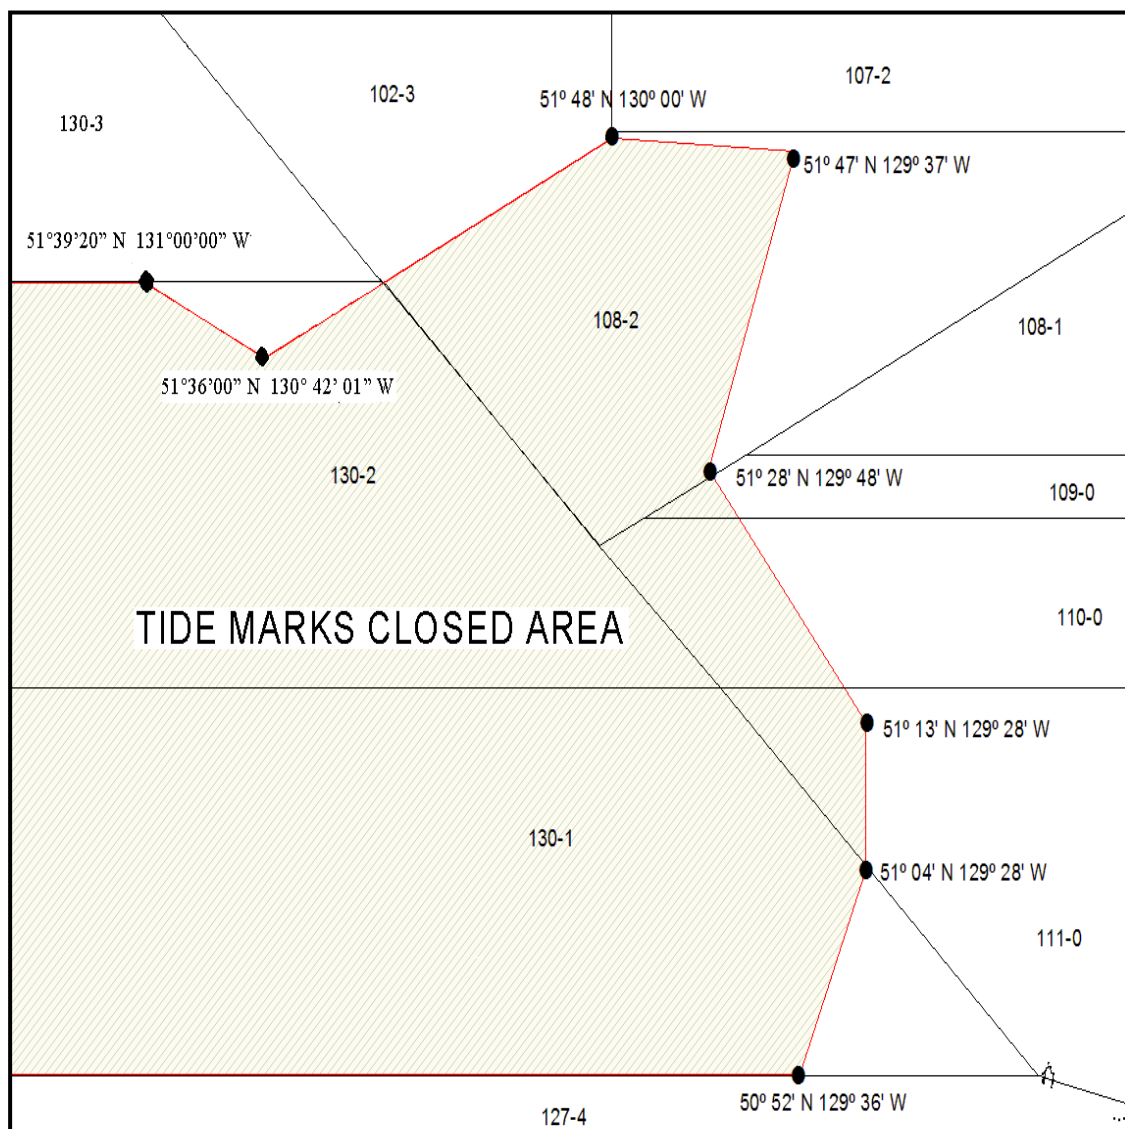 107-2
102-3
51º 48' N 130º 00' W
130-3
51º 47' N 129º 37' W
51°39'20” N 131°00'00” W
108-2
108-1
51°36’00” N 130° 42’ 01” W
130-2
51º 28' N 129º 48' W
109-0
110-0
TIDE MARKS CLOSED AREA
51º 13' N 129º 28' W
130-1
51º 04' N 129º 28' W
111-0
50º 52' N 129º 36' W
127-4